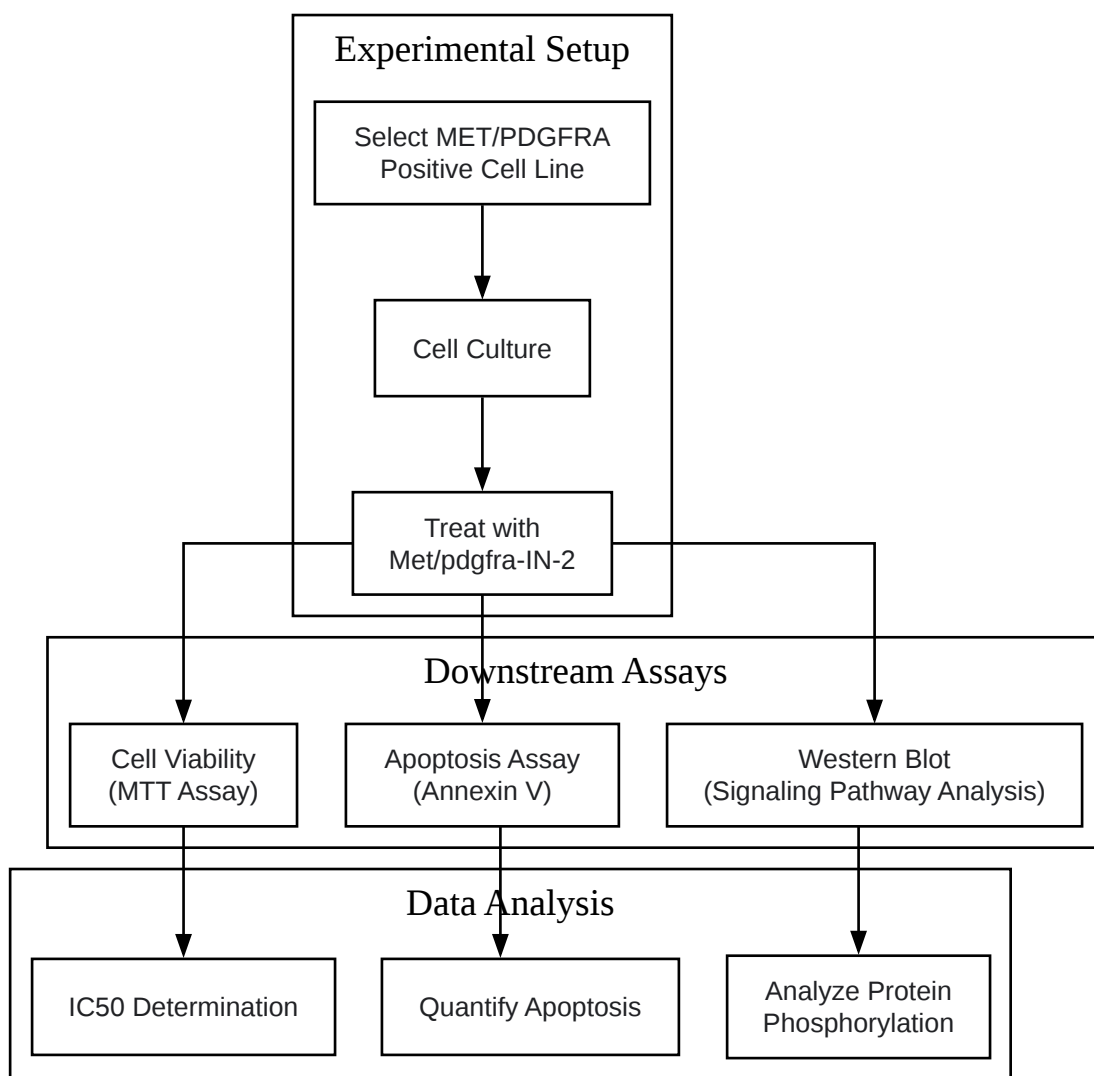 Experimental Setup
Select MET/PDGFRA
Positive Cell Line
Cell Culture
Treat with
Met/pdgfra-IN-2
Downstream Assays
Cell Viability
(MTT Assay)
Apoptosis Assay
(Annexin V)
Western Blot
(Signaling Pathway Analysis)
Data Analysis
IC50 Determination
Quantify Apoptosis
Analyze Protein
Phosphorylation